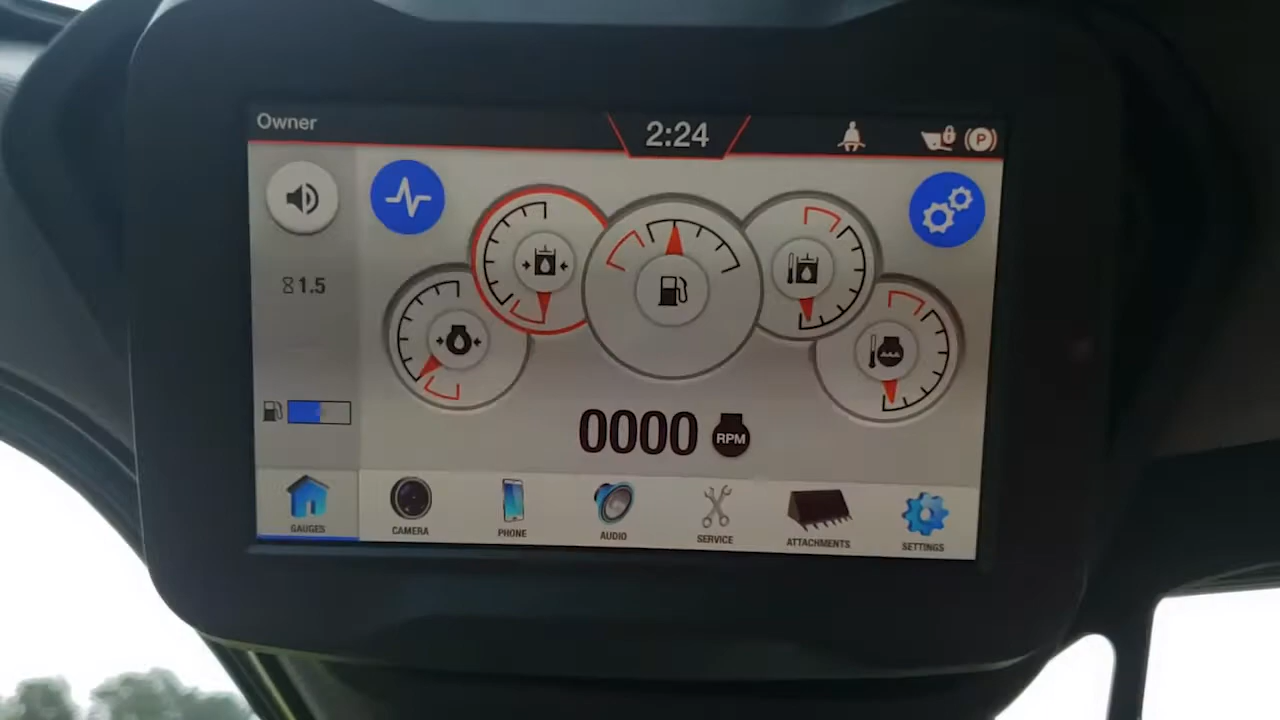 Owner
2:24
P
1.5
0000 RPM
GAUGES
CAMERA
PHONE
AUDIO
SERVICE
ATTACHMENTS
SETTINGS